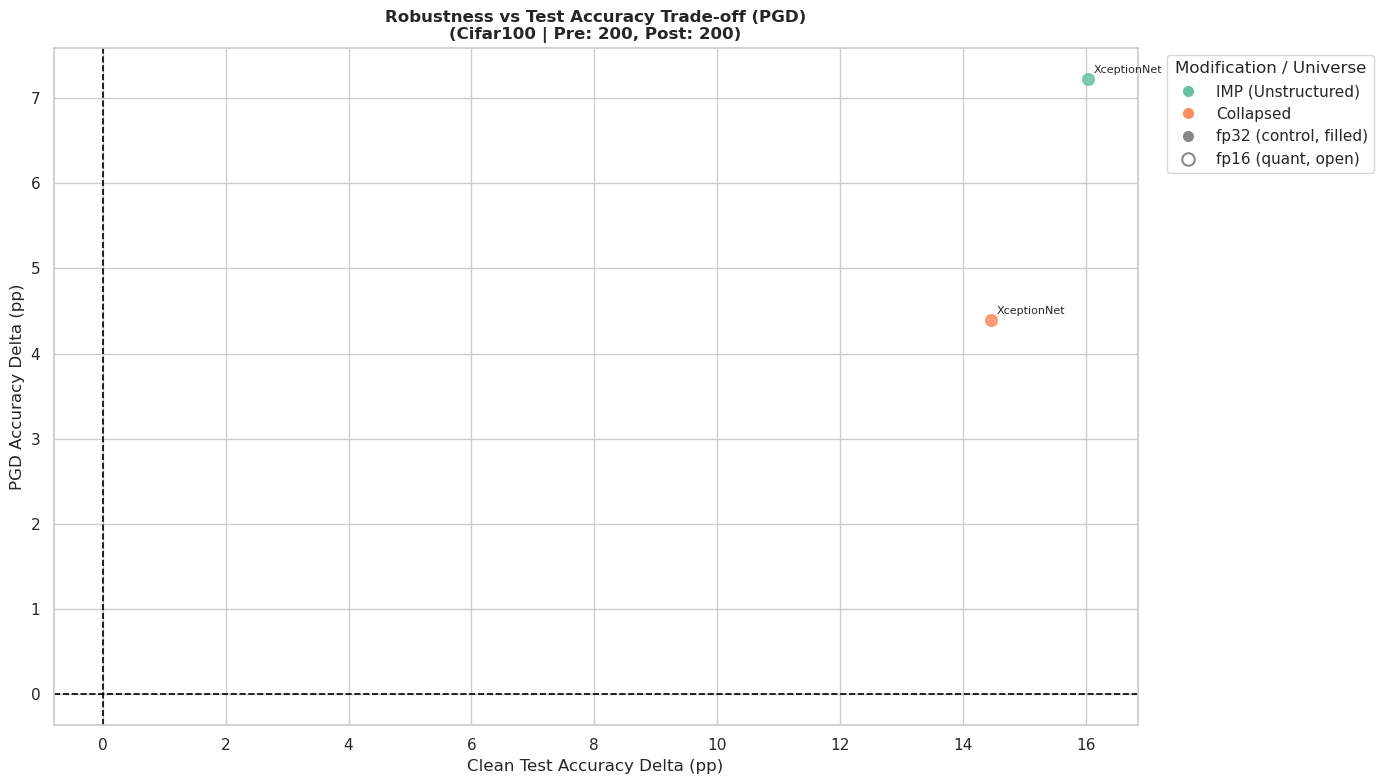 Robustness vs Test Accuracy Trade-off (PGD)
(Cifar100 | Pre: 200, Post: 200)
XceptionNet
XceptionNet
Modification / Universe
IMP (Unstructured)
Collapsed
fp32 (control, filled)
fp16 (quant, open)
PGD Accuracy Delta (pp)
7
6
5
4
3
2
1
0
0 2 4 6 8 10 12 14 16
Clean Test Accuracy Delta (pp)